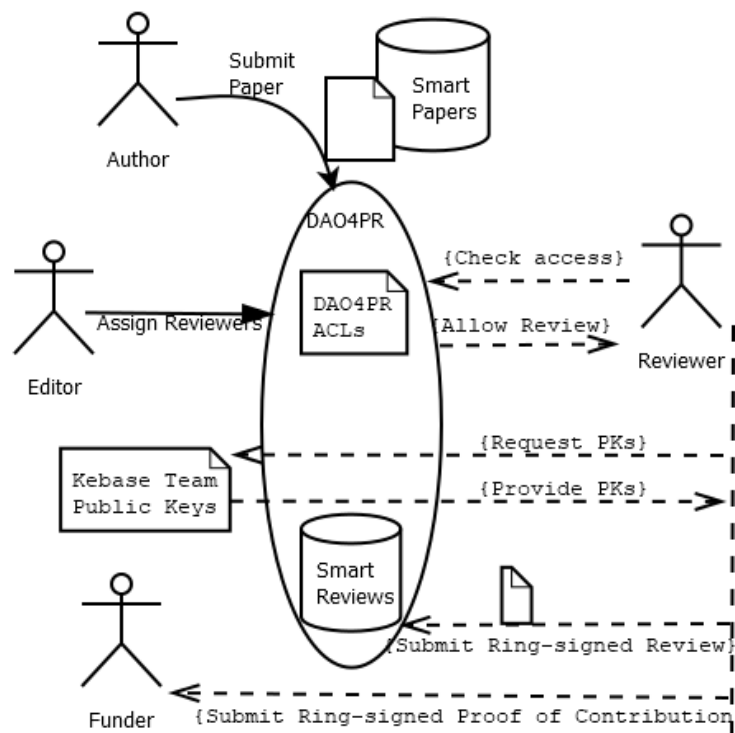 Submit
Paper
Smart
Papers
Author
DAO4PR
{Check access}
DAO4PR
ACLs
Assign Reviewers
{Allow Review}
Editor
Reviewer
{Request PKs}
Kebase Team
Public Keys
{Provide PKs}
Smart
Reviews
{Submit Ring-signed Review}
Funder
{Submit Ring-signed Proof of Contribution